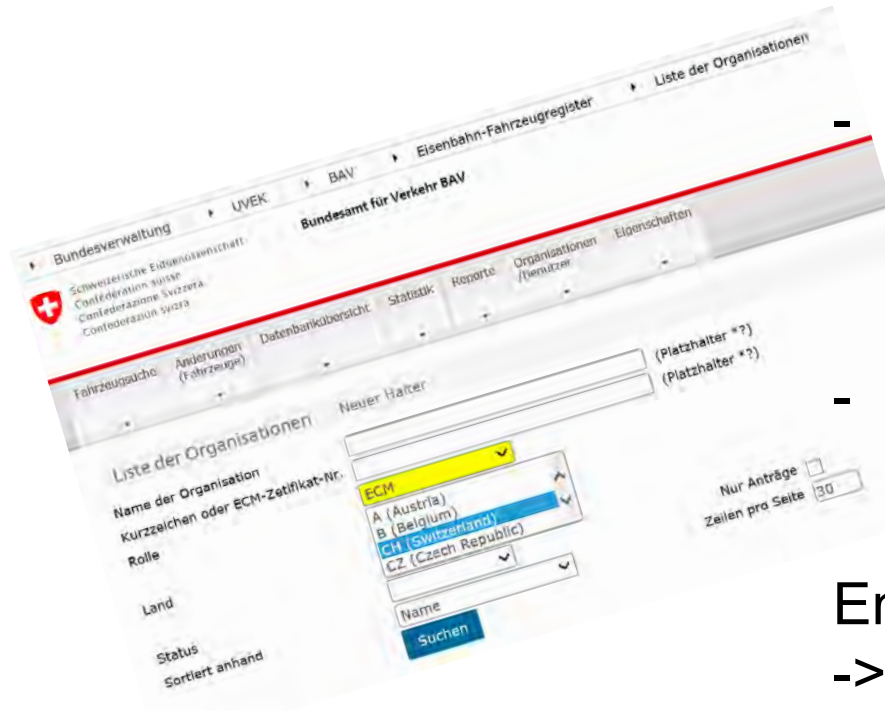 Bundesverwaltung UVEK BAV Eisenbahn-Fahrzeugregister Liste der Organisationen
Schweizerische Eidgenossenschaft
Confédération suisse
Confederazione Svizzera
Confederaziun svizra
Bundesamt für Verkehr BAV
Fahrzeugsuche
Änderungen
(Fahrzeuge)
Datenbankübersicht
Statistik
Reporte
Organisationen
/Benutzer
Eigenschaften
Liste der Organisationen Neuer Halter
Name der Organisation (Platzhalter *?)
Kurzzeichen oder ECM-Zetifikat-Nr. (Platzhalter *?)
Rolle ECM
Land
A (Austria)
B (Belgium)
CH (Switzerland)
CZ (Czech Republic)
Status
Sortiert anhand Name
Suchen
Nur Anträge
Zeilen pro Seite 30
-
-
->